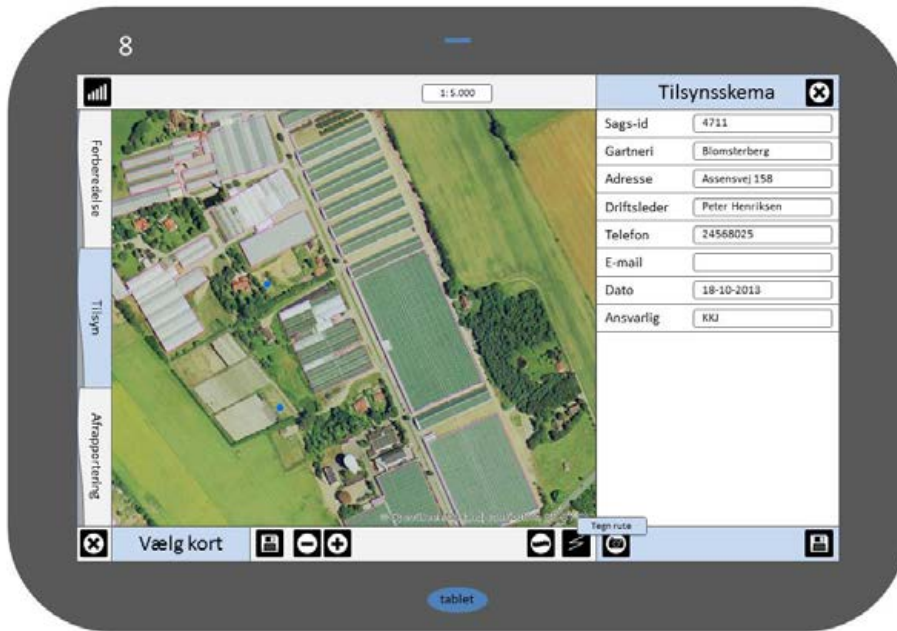 8
1:5.000
Tilsynsskema
Sags-id 4711
Gartneri Blomsterberg
Adresse Assensvej 158
Driftsleder Peter Henriksen
Telefon 24568025
E-mail
Dato 18-10-2013
Ansvarlig KKJ
Forberedelse
Tilsyn
Afrapportering
Tegn rute
Vælg kort
tablet